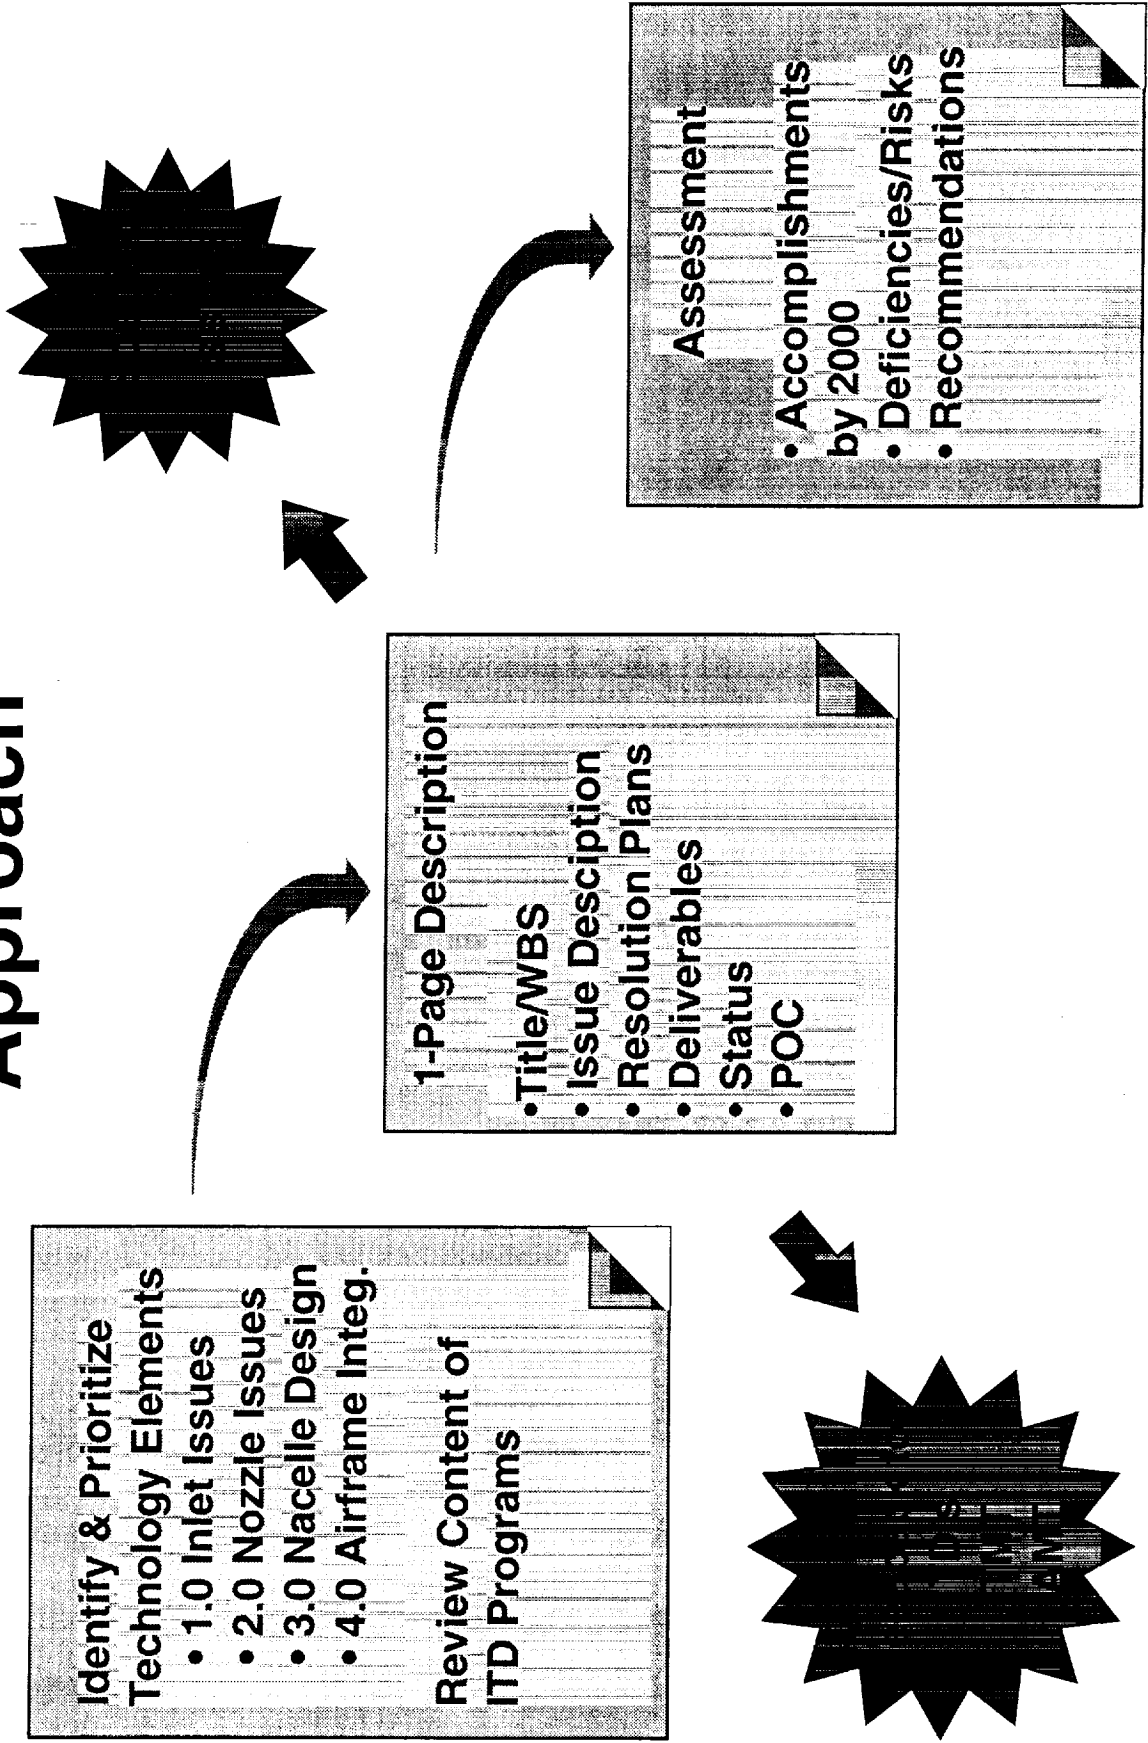 Approach
Identify & Prioritize
Technology Elements
• 1.0 Inlet Issues
• 2.0 Nozzle Issues
• 3.0 Nacelle Design
• 4.0 Airframe Integ.
Review Content of
ITD Programs
1-Page Description
• Title/WBS
• Issue Desciption
• Resolution Plans
• Deliverables
• Status
• POC
Assessment
• Accomplishments
by 2000
• Deficiencies/Risks
• Recommendations